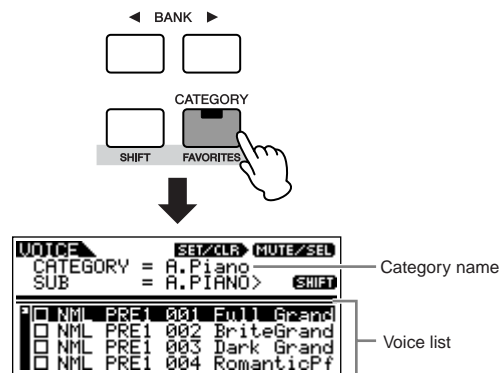 ◄ BANK ►
CATEGORY
SHIFT FAVORITES
VOICE SET/CLR MUTE/SEL
CATEGORY = A.Piano
SUB = A.PIANO> SHIFT
NML PRE1 001 Full Grand
NML PRE1 002 BriteGrand
NML PRE1 003 Dark Grand
NML PRE1 004 RomanticPf
Category name
Voice list